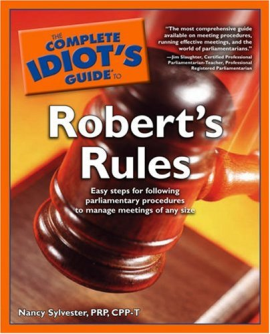 THE
COMPLETE
IDIOT'S
GUIDE TO
"The most comprehensive guide
available on meeting procedures,
running effective meetings, and the
world of parliamentarians."
—Jim Slaughter, Certified Professional
Parliamentarian-Teacher, Professional
Registered Parliamentarian
Robert's
Rules
Easy steps for following
parliamentary procedures
to manage meetings of any size
Nancy Sylvester, PRP, CPP-T